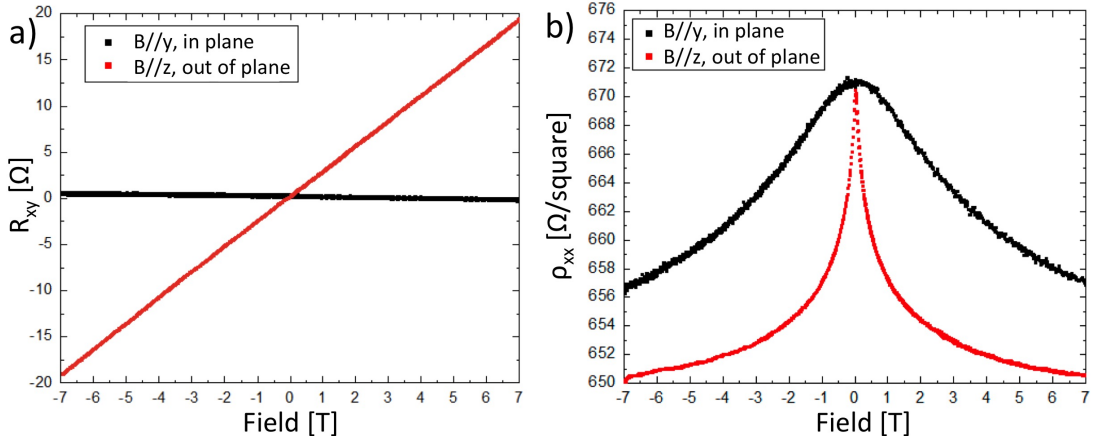 a)
B//y, in plane
B//z, out of plane
20
15
10
5
0
-5
-10
-15
-20
R_xy [Ω]
-7 -6 -5 -4 -3 -2 -1 0 1 2 3 4 5 6 7
Field [T]
b)
B//y, in plane
B//z, out of plane
676
674
672
670
668
666
664
662
660
658
656
654
652
650
ρ_xx [Ω/square]
-7 -6 -5 -4 -3 -2 -1 0 1 2 3 4 5 6 7
Field [T]